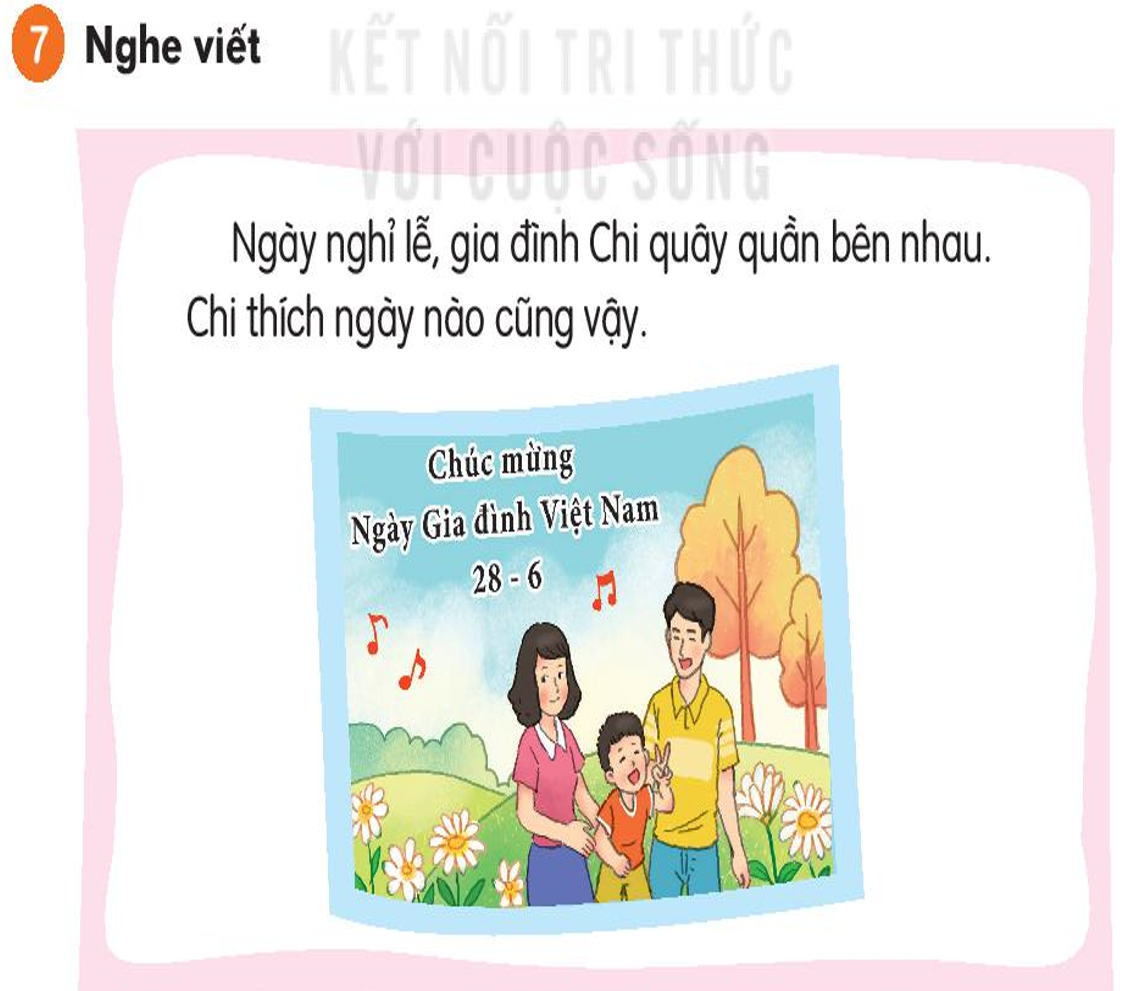 7 Nghe viết
KẾT NỐI TRI THỨC
VỚI CUỘC SỐNG
Ngày nghỉ lễ, gia đình Chi quây quần bên nhau.
Chi thích ngày nào cũng vậy.
Chúc mừng
Ngày Gia đình Việt Nam
28 - 6